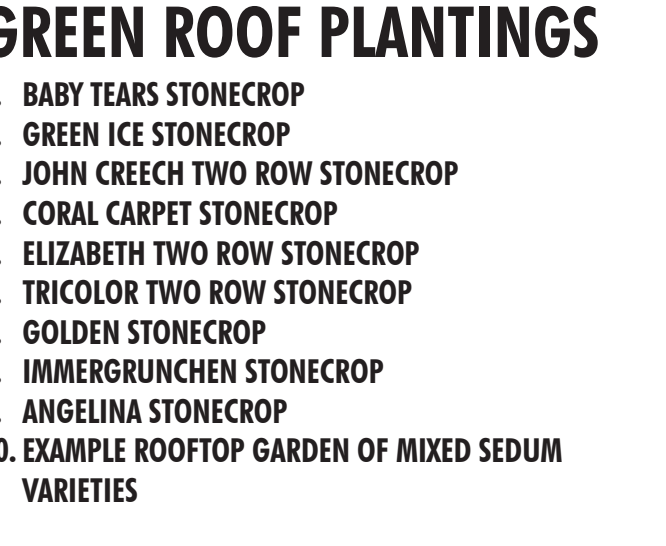 GREEN ROOF PLANTINGS
. BABY TEARS STONECROP
. GREEN ICE STONECROP
. JOHN CREECH TWO ROW STONECROP
. CORAL CARPET STONECROP
. ELIZABETH TWO ROW STONECROP
. TRICOLOR TWO ROW STONECROP
. GOLDEN STONECROP
. IMMERGRUNCHEN STONECROP
. ANGELINA STONECROP
0. EXAMPLE ROOFTOP GARDEN OF MIXED SEDUM
VARIETIES